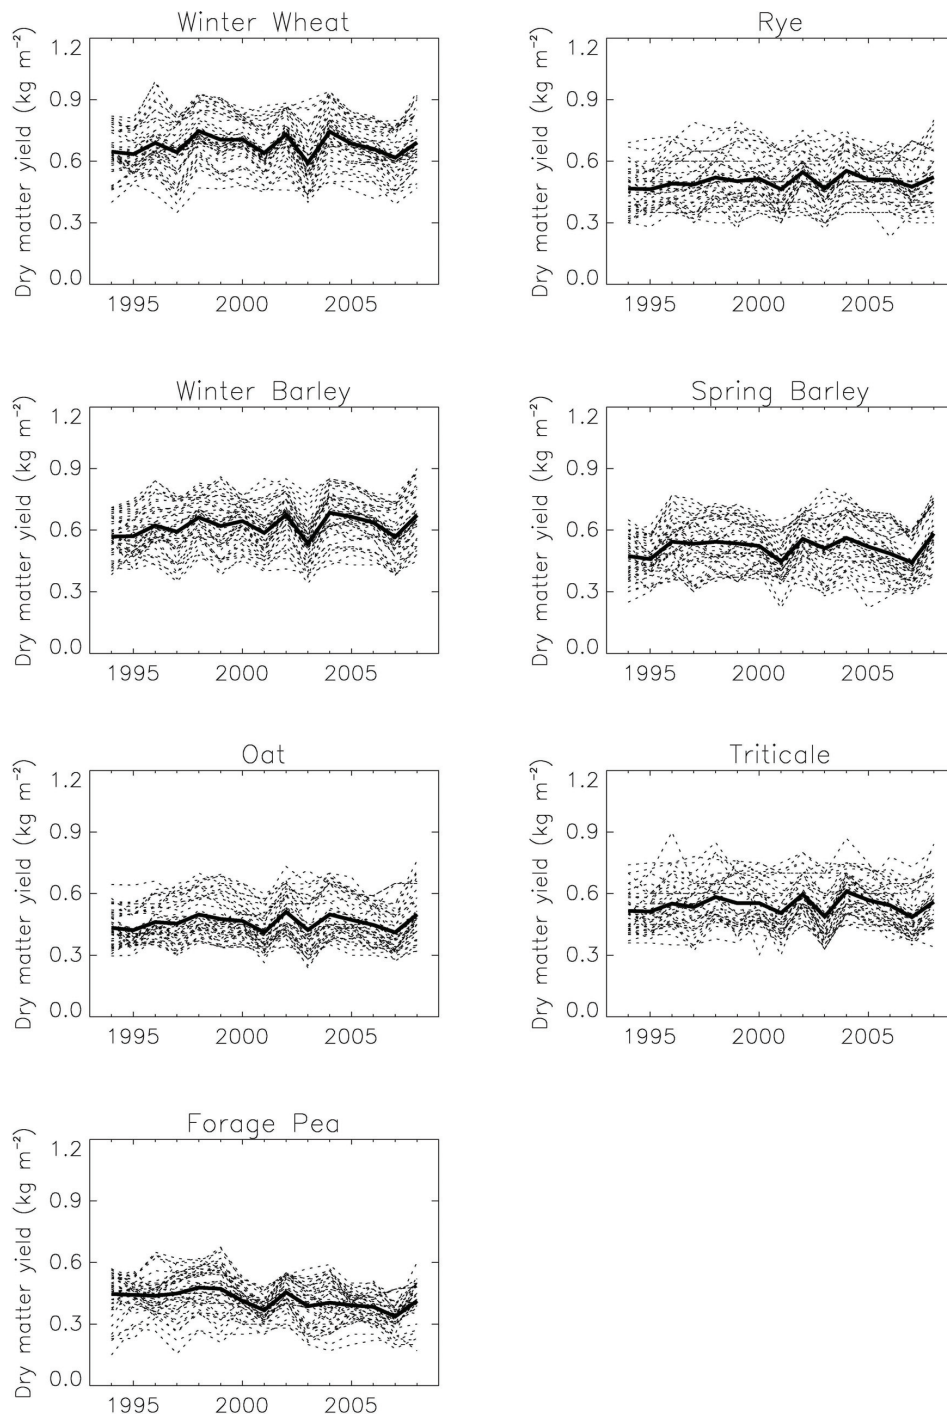 Winter Wheat
Dry matter yield (kg m⁻²)
1.2
0.9
0.6
0.3
0.0
1995 2000 2005
Rye
Dry matter yield (kg m⁻²)
1.2
0.9
0.6
0.3
0.0
1995 2000 2005
Winter Barley
Dry matter yield (kg m⁻²)
1.2
0.9
0.6
0.3
0.0
1995 2000 2005
Spring Barley
Dry matter yield (kg m⁻²)
1.2
0.9
0.6
0.3
0.0
1995 2000 2005
Oat
Dry matter yield (kg m⁻²)
1.2
0.9
0.6
0.3
0.0
1995 2000 2005
Triticale
Dry matter yield (kg m⁻²)
1.2
0.9
0.6
0.3
0.0
1995 2000 2005
Forage Pea
Dry matter yield (kg m⁻²)
1.2
0.9
0.6
0.3
0.0
1995 2000 2005